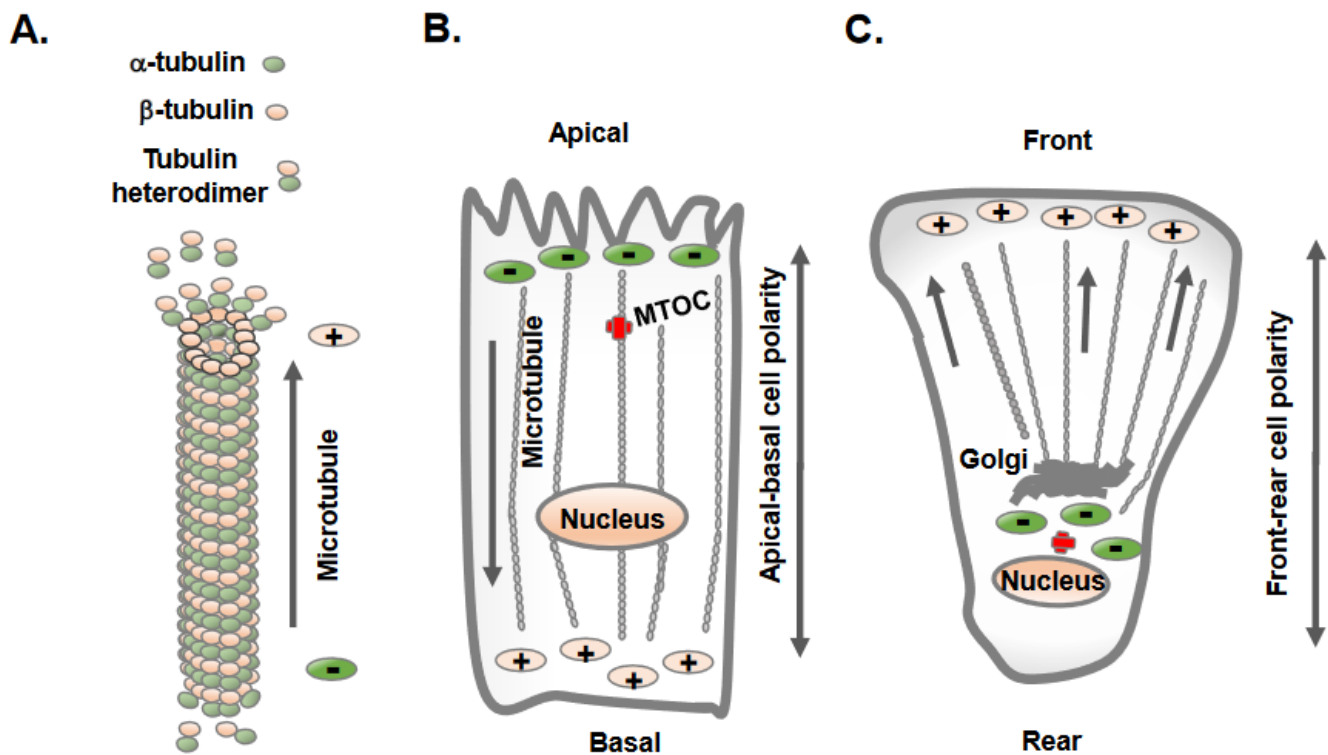 A.
α-tubulin
β-tubulin
Tubulin
heterodimer
+
Microtubule
-
B.
Apical
-
-
-
-
MTOC
Microtubule
Nucleus
+
+
+
+
Basal
Apical-basal cell polarity
C.
Front
+
+
+
+
+
Golgi
-
-
-
Nucleus
Rear
Front-rear cell polarity